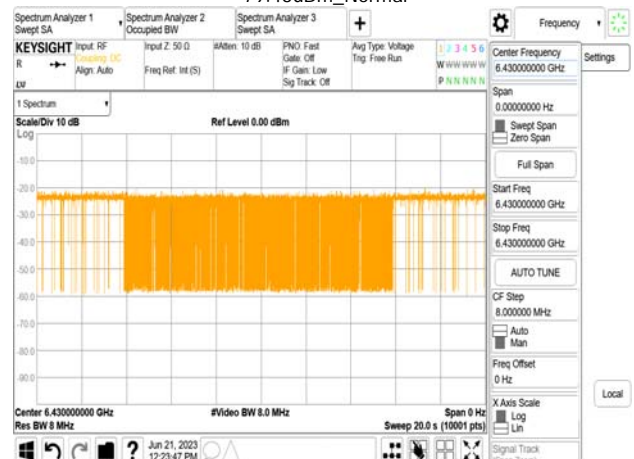 Spectrum Analyzer 1
Swept SA
Spectrum Analyzer 2
Occupied BW
Spectrum Analyzer 3
Swept SA
Frequency
KEYSIGHT
R
Input: RF
Coupling: DC
Align: Auto
Input Z: 50 Ω
Freq Ref: Int (S)
#Atten: 10 dB
PNO: Fast
Gate: Off
IF Gain: Low
Sig Track: Off
Avg Type: Voltage
Trig: Free Run
1 2 3 4 5 6
W W W W W W
P N N N N N
Center Frequency
6.430000000 GHz
Settings
Span
0.00000000 Hz
Swept Span
Zero Span
Full Span
Start Freq
6.430000000 GHz
Stop Freq
6.430000000 GHz
AUTO TUNE
CF Step
8.000000 MHz
Auto
Man
Freq Offset
0 Hz
X Axis Scale
Log
Lin
Signal Track
Local
1 Spectrum
Scale/Div 10 dB
Ref Level 0.00 dBm
Log
-10.0
-20.0
-30.0
-40.0
-50.0
-60.0
-70.0
-80.0
-90.0
Center 6.430000000 GHz
#Video BW 8.0 MHz
Span 0 Hz
Res BW 8 MHz
Sweep 20.0 s (10001 pts)
?
Jun 21, 2023
12:23:47 PM